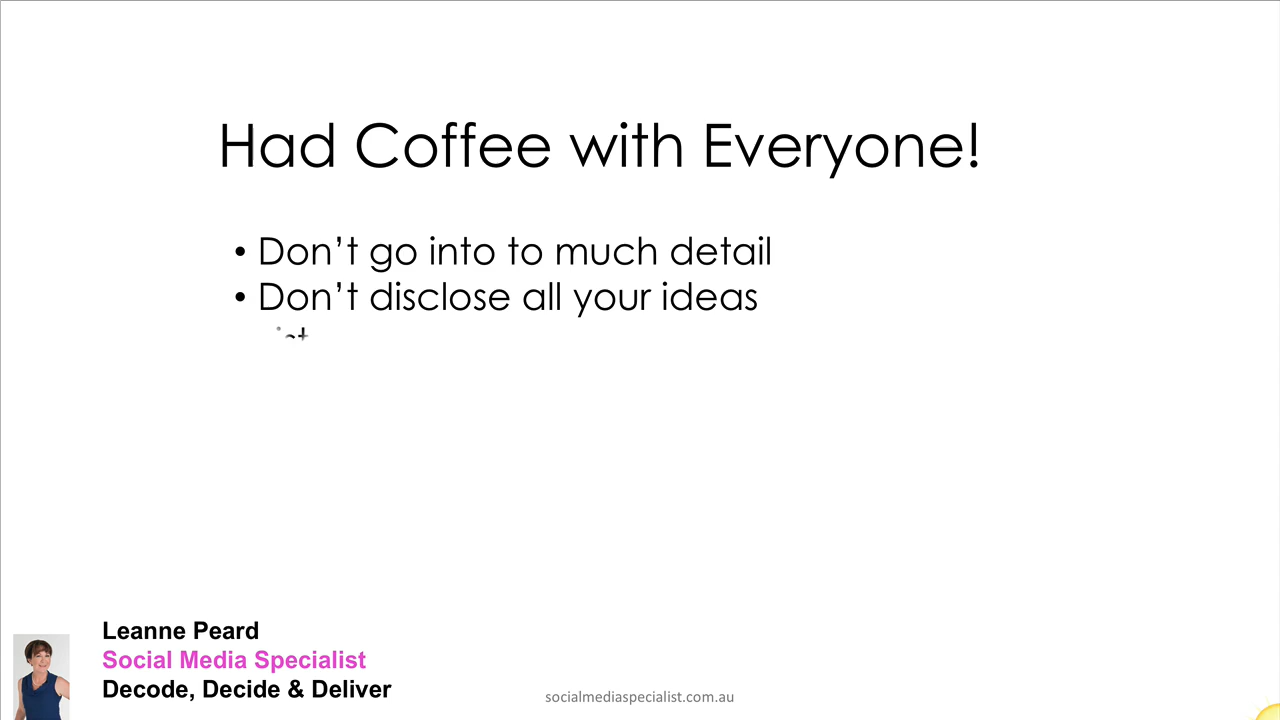 Had Coffee with Everyone!
• Don't go into to much detail
• Don't disclose all your ideas
Leanne Peard
Social Media Specialist
Decode, Decide & Deliver
socialmediaspecialist.com.au